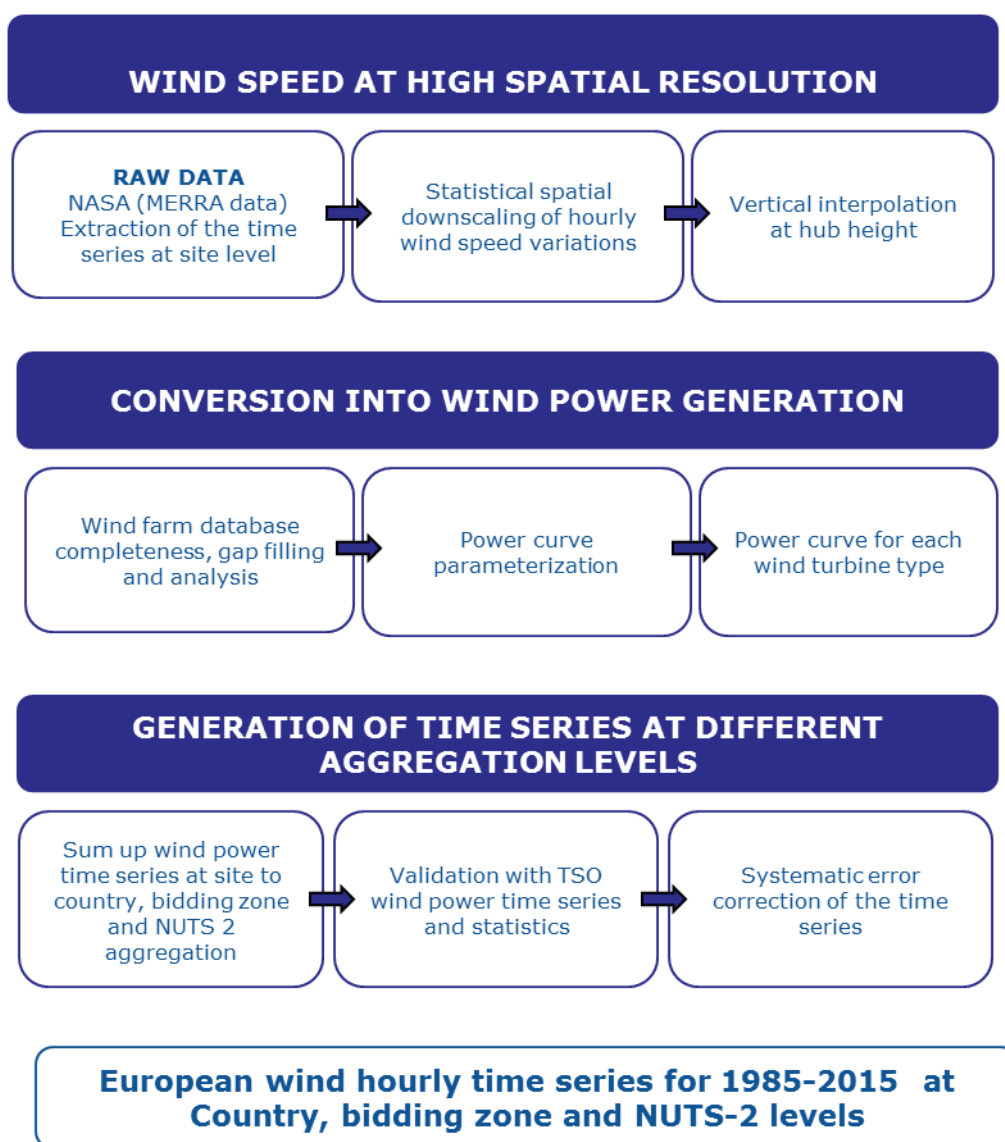 WIND SPEED AT HIGH SPATIAL RESOLUTION
RAW DATA
NASA (MERRA data)
Extraction of the time
series at site level
Statistical spatial
downscaling of hourly
wind speed variations
Vertical interpolation
at hub height
CONVERSION INTO WIND POWER GENERATION
Wind farm database
completeness, gap filling
and analysis
Power curve
parameterization
Power curve for each
wind turbine type
GENERATION OF TIME SERIES AT DIFFERENT
AGGREGATION LEVELS
Sum up wind power
time series at site to
country, bidding zone
and NUTS 2
aggregation
Validation with TSO
wind power time series
and statistics
Systematic error
correction of the time
series
European wind hourly time series for 1985-2015 at
Country, bidding zone and NUTS-2 levels